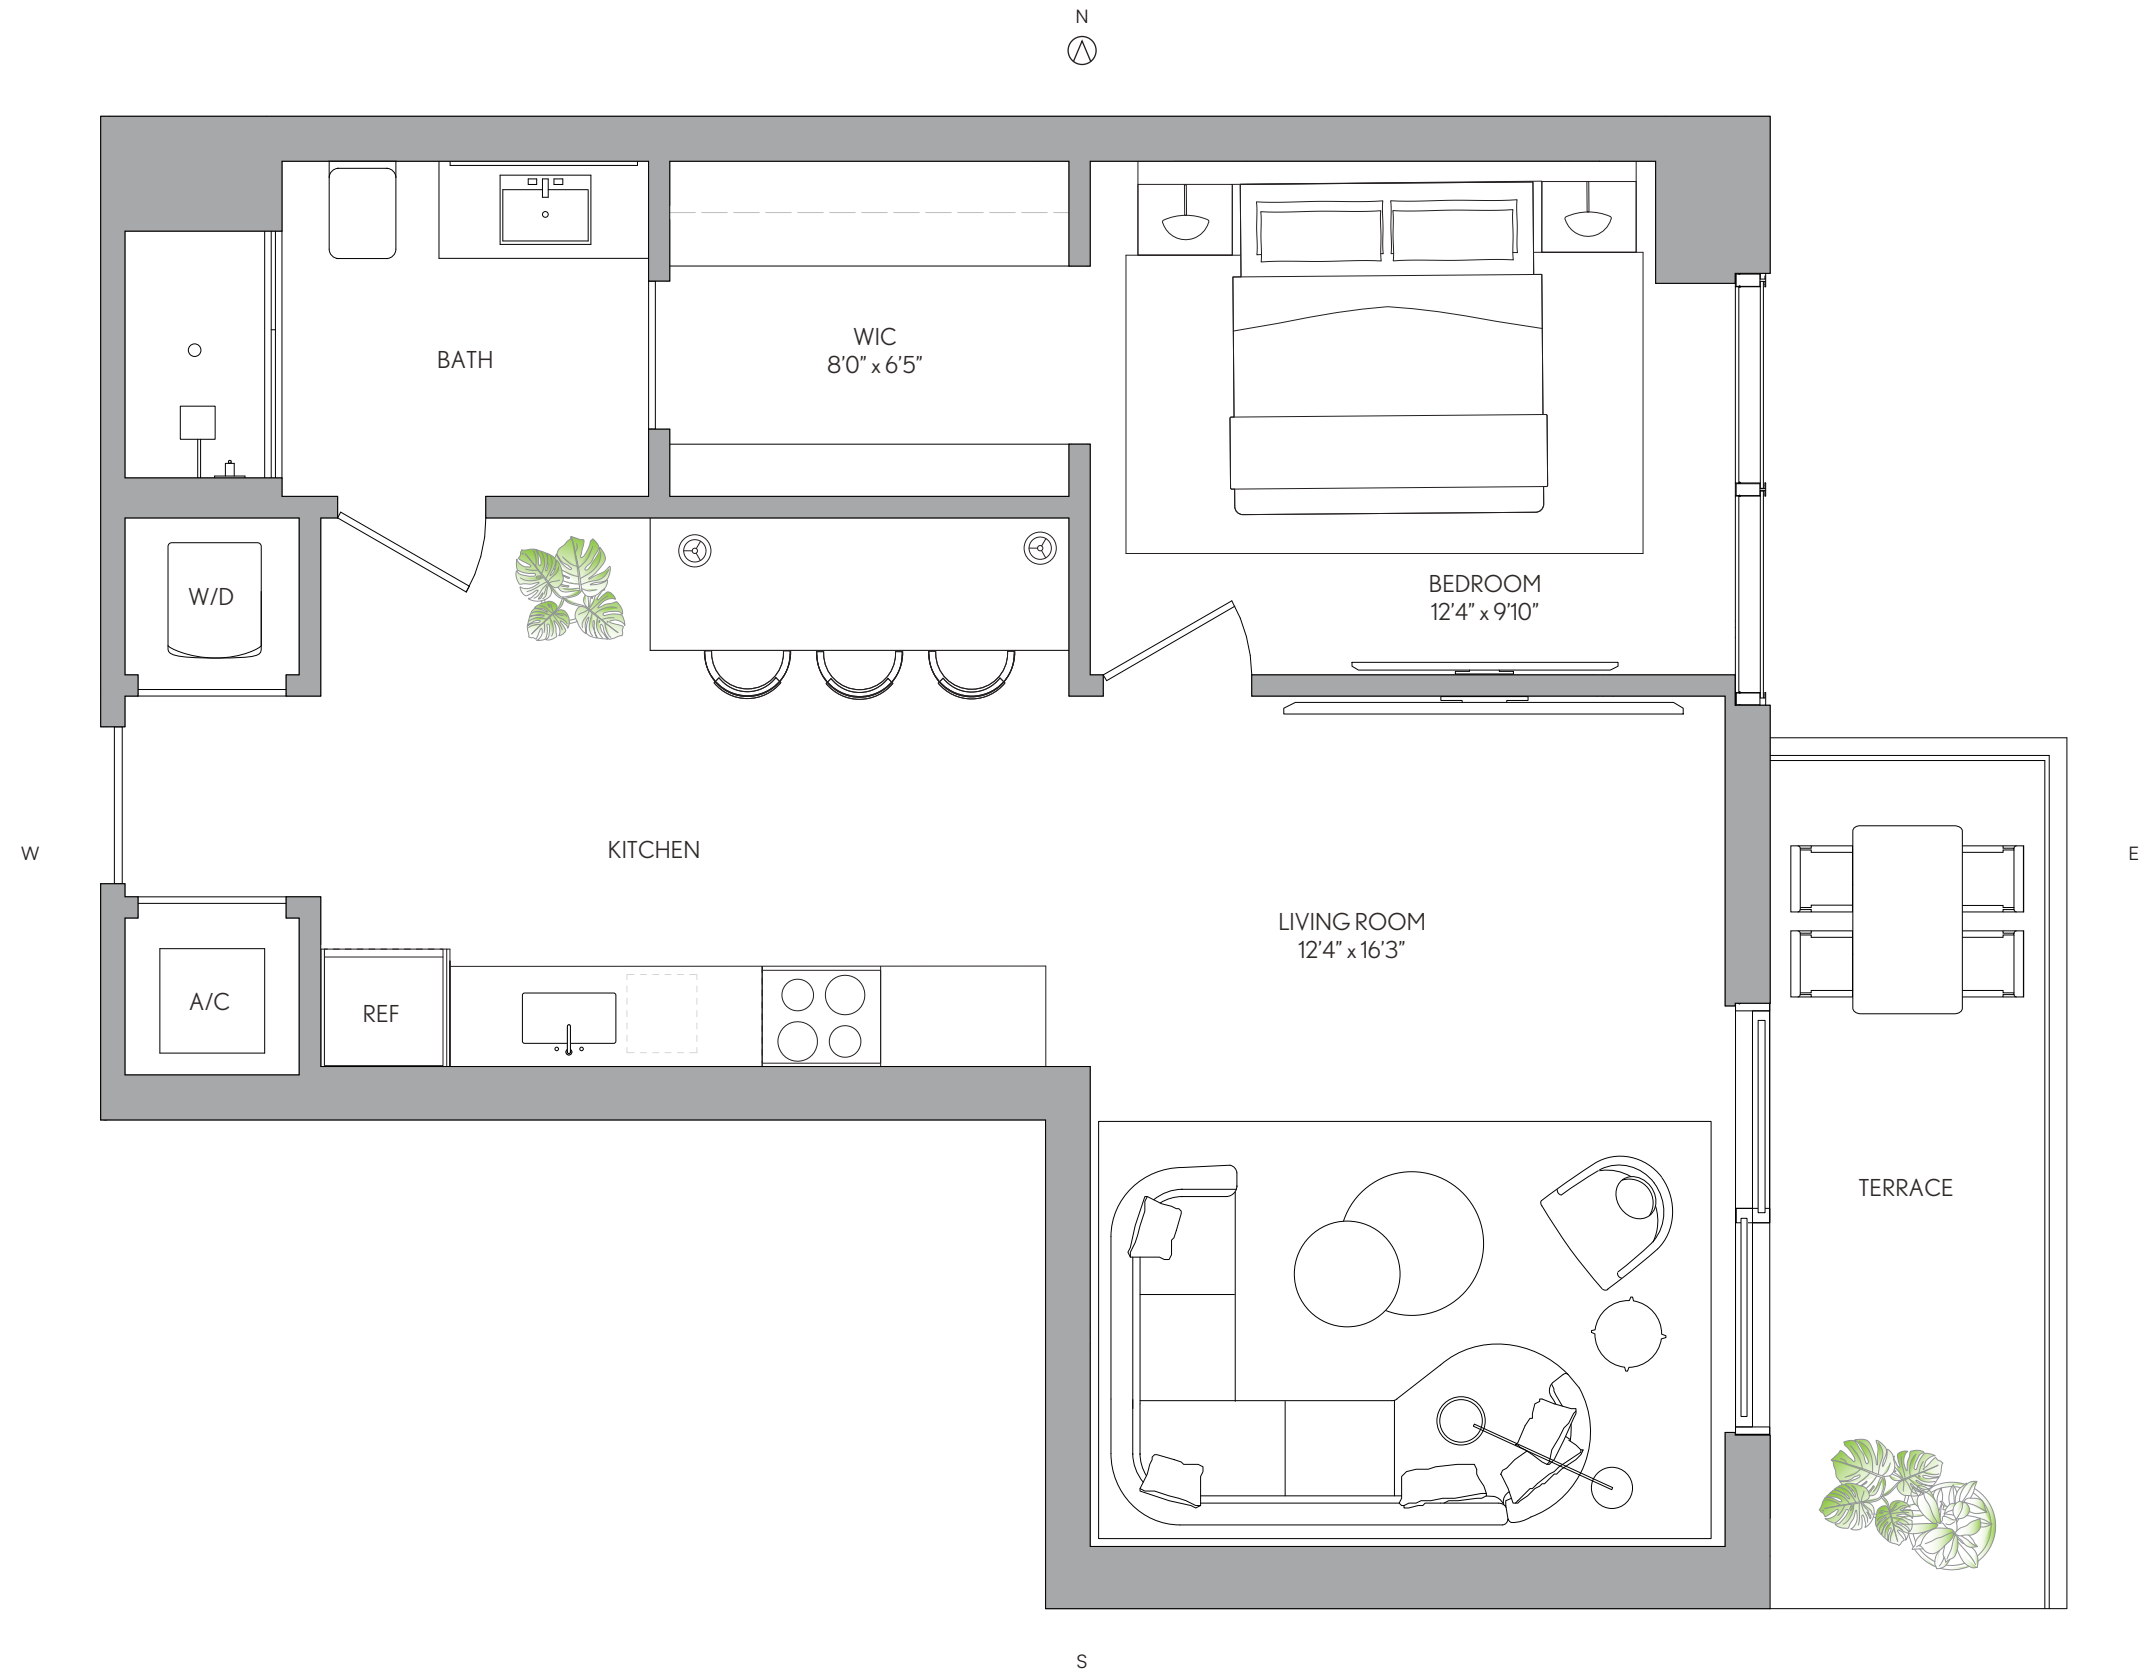 N
WIC
8'0" x 6'5"
BATH
BEDROOM
12'4" x 9'10"
W/D
KITCHEN
W
E
LIVING ROOM
12'4" x 16'3"
A/C
REF
TERRACE
S